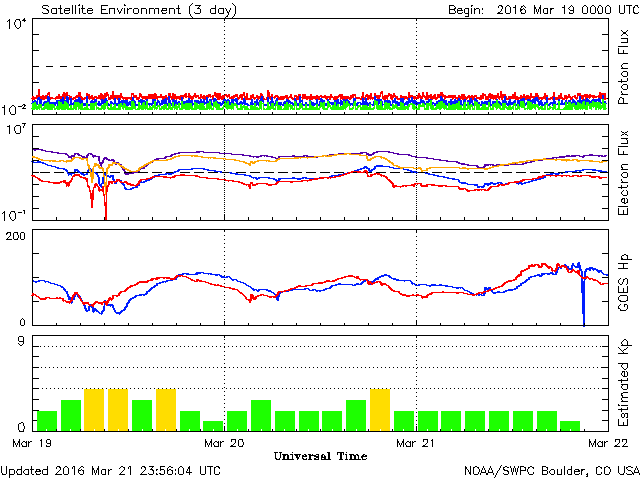 Satellite Environment (3 day)
Begin: 2016 Mar 19 0000 UTC
10⁴
10⁻²
Proton Flux
10⁷
10⁻¹
Electron Flux
200
0
GOES Hp
9
0
Estimated Kp
Mar 19 Mar 20 Mar 21 Mar 22
Universal Time
Updated 2016 Mar 21 23:56:04 UTC
NOAA/SWPC Boulder, CO USA